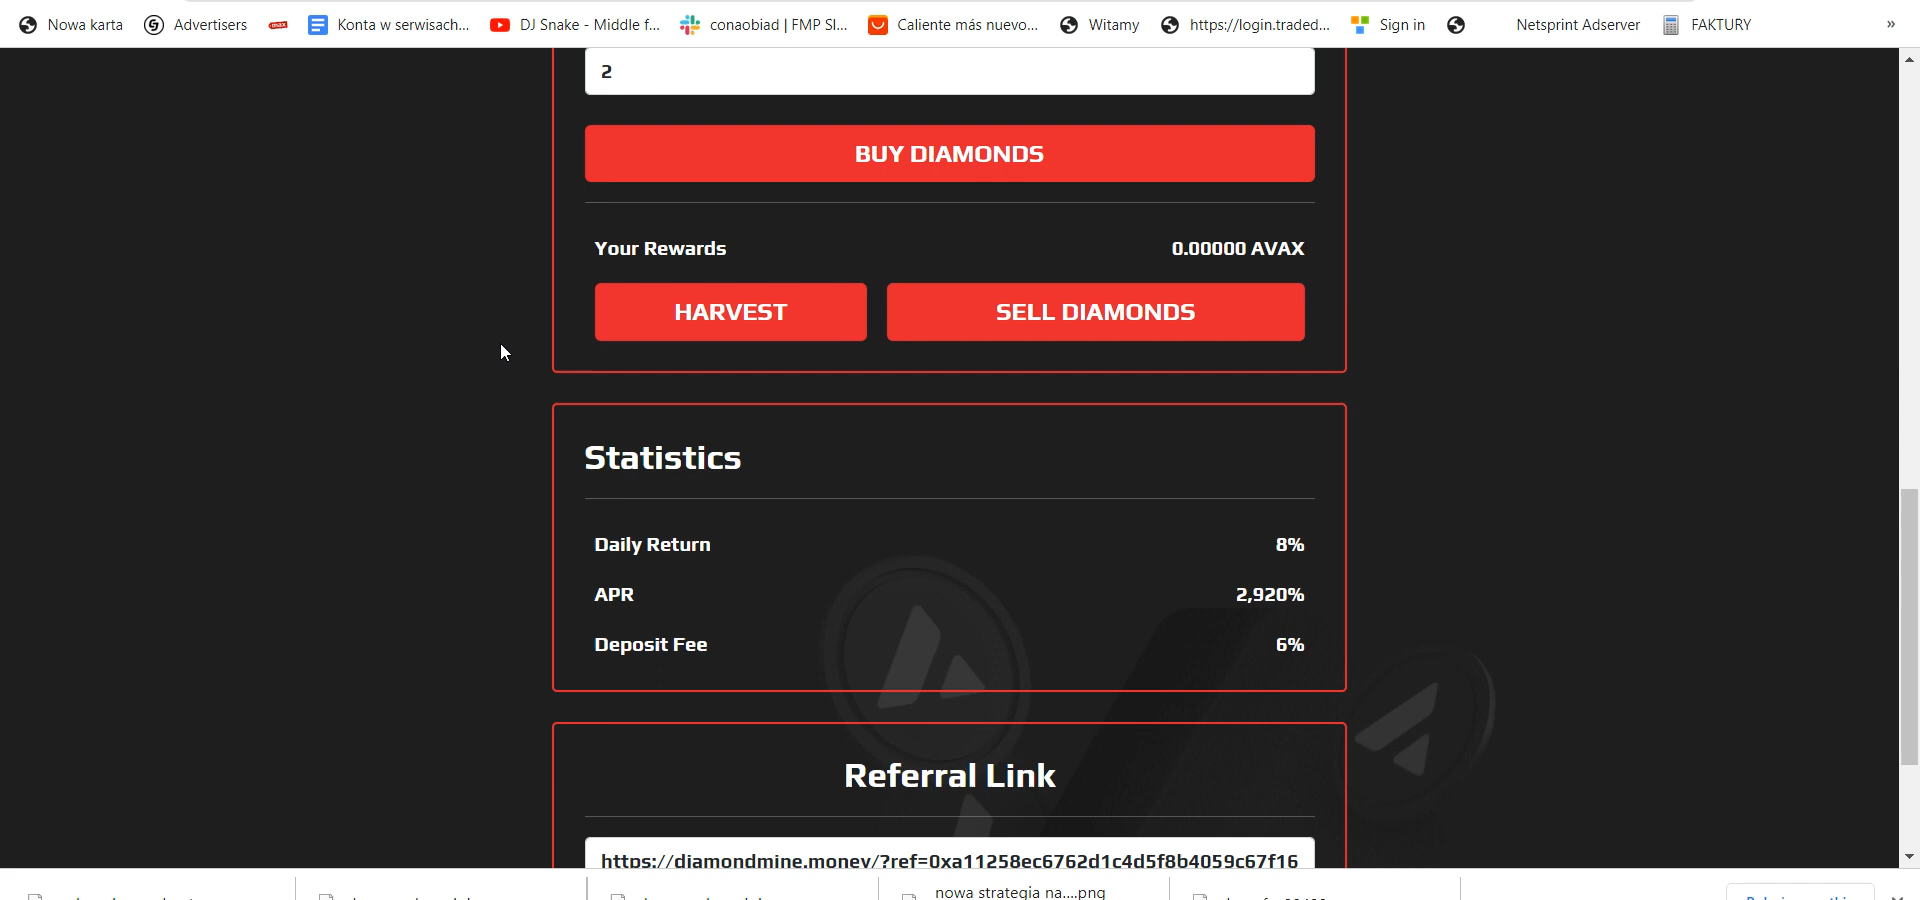 Nowa karta Advertisers Konta w serwisach... DJ Snake - Middle f... conaobiad | FMP Sl... Caliente más nuevo... Witamy https://login.traded... Sign in Netsprint Adserver FAKTURY »
2
BUY DIAMONDS
Your Rewards 0.00000 AVAX
HARVEST SELL DIAMONDS
Statistics
Daily Return 8%
APR 2,920%
Deposit Fee 6%
Referral Link
https://diamondmine.money/?ref=0xa11258ec6762d1c4d5f8b4059c67f16
nowa strategia na....png